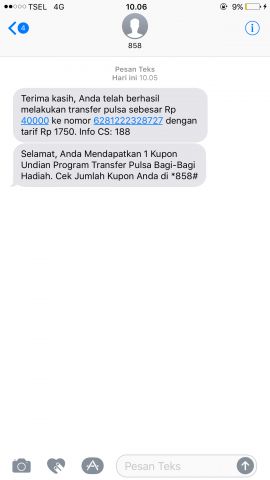 TSEL 4G 10.06 9%
4
858
Pesan Teks
Hari ini 10.05
Terima kasih, Anda telah berhasil
melakukan transfer pulsa sebesar Rp
40000 ke nomor 6281222328727 dengan
tarif Rp 1750. Info CS: 188
Selamat, Anda Mendapatkan 1 Kupon
Undian Program Transfer Pulsa Bagi-Bagi
Hadiah. Cek Jumlah Kupon Anda di *858#
Pesan Teks